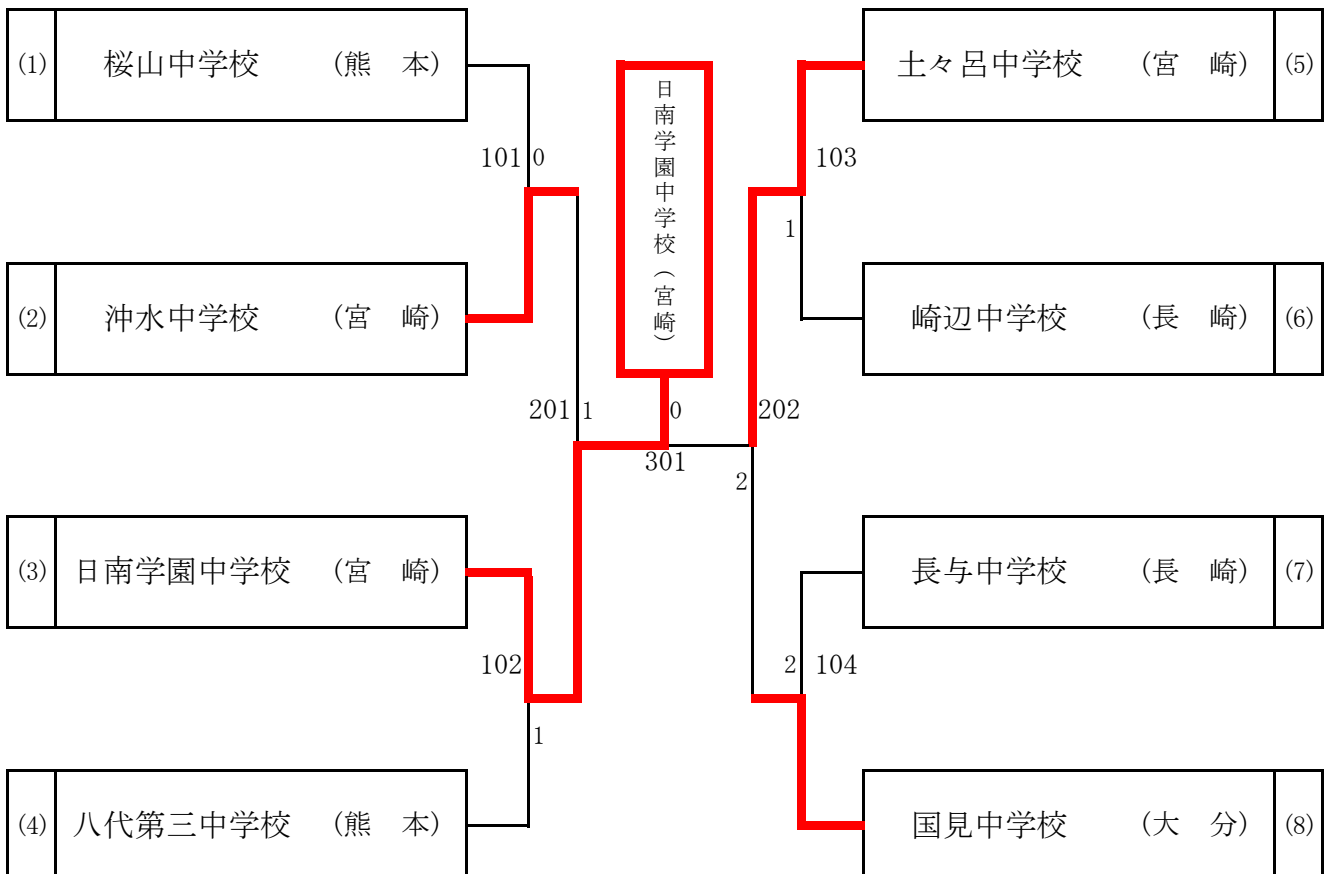 (1) 桜山中学校 (熊 本)
日南学園中学校（宮崎）
土々呂中学校 (宮 崎) (5)
101 0
103
1
(2) 沖水中学校 (宮 崎)
崎辺中学校 (長 崎) (6)
201 1
0
202
301
2
(3) 日南学園中学校 (宮 崎)
長与中学校 (長 崎) (7)
102
2 104
1
(4) 八代第三中学校 (熊 本)
国見中学校 (大 分) (8)